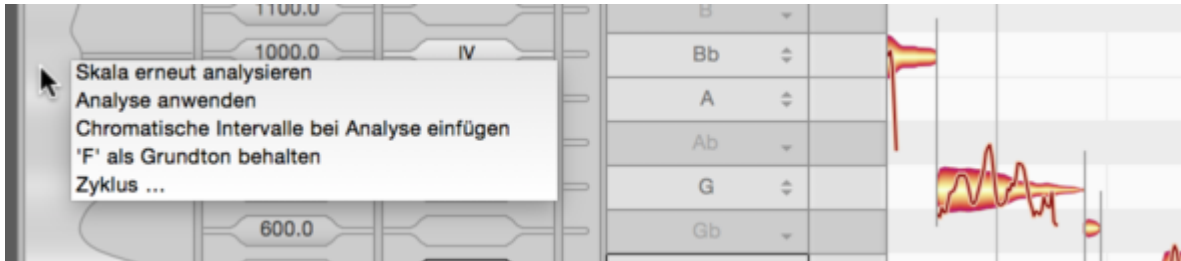 1100.0
B
1000.0 IV Bb
Skala erneut analysieren
Analyse anwenden
A
Chromatische Intervalle bei Analyse einfügen
Ab
'F' als Grundton behalten
Zyklus ...
G
600.0 Gb